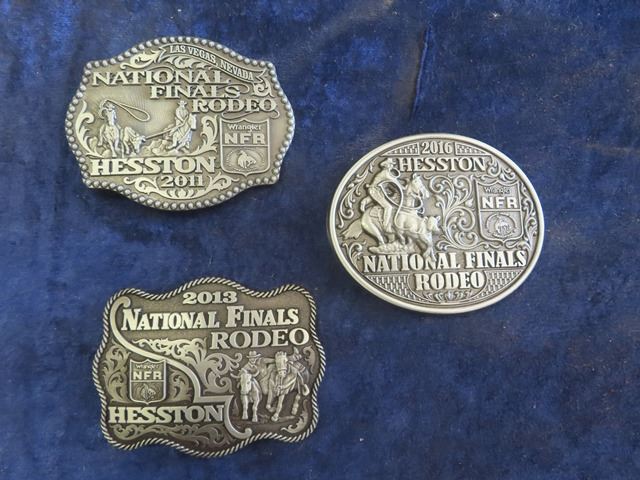 LAS VEGAS, NEVADA
NATIONAL
FINALS
RODEO
Wrangler
NFR
HESSTON
2011
2016
HESSTON
Wrangler
NFR
NATIONAL FINALS
RODEO
2013
NATIONAL FINALS
RODEO
Wrangler
NFR
HESSTON